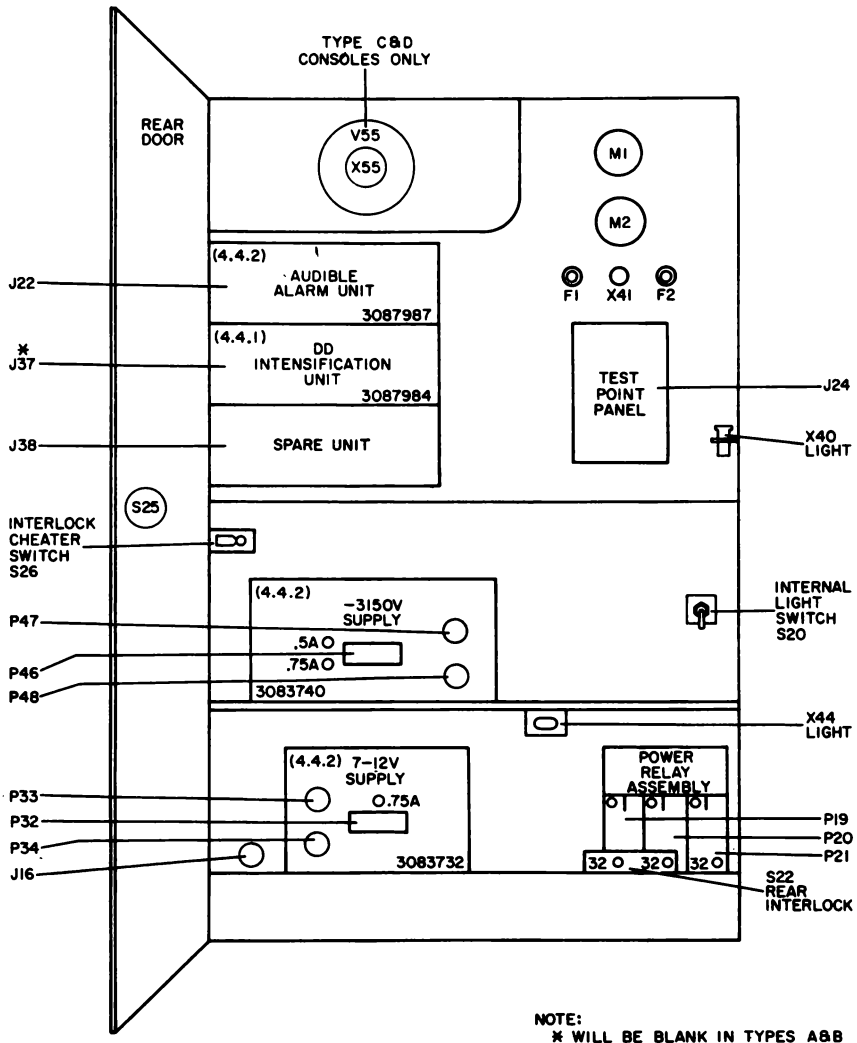 TYPE C&D
CONSOLES ONLY
REAR
DOOR
V55
X55
M1
M2
F1 X41 F2
J22
(4.4.2)
AUDIBLE
ALARM UNIT
3087987
*
J37
(4.4.1)
DD
INTENSIFICATION
UNIT
3087984
J38
SPARE UNIT
TEST
POINT
PANEL
J24
X40
LIGHT
S25
INTERLOCK
CHEATER
SWITCH
S26
INTERNAL
LIGHT
SWITCH
S20
(4.4.2)
-3150V
SUPPLY
.5A
.75A
3083740
P47
P46
P48
X44
LIGHT
(4.4.2) 7-12V
SUPPLY
.75A
3083732
P33
P32
P34
J16
POWER
RELAY
ASSEMBLY
32 32 32
P19
P20
P21
S22
REAR
INTERLOCK
NOTE:
* WILL BE BLANK IN TYPES A&B